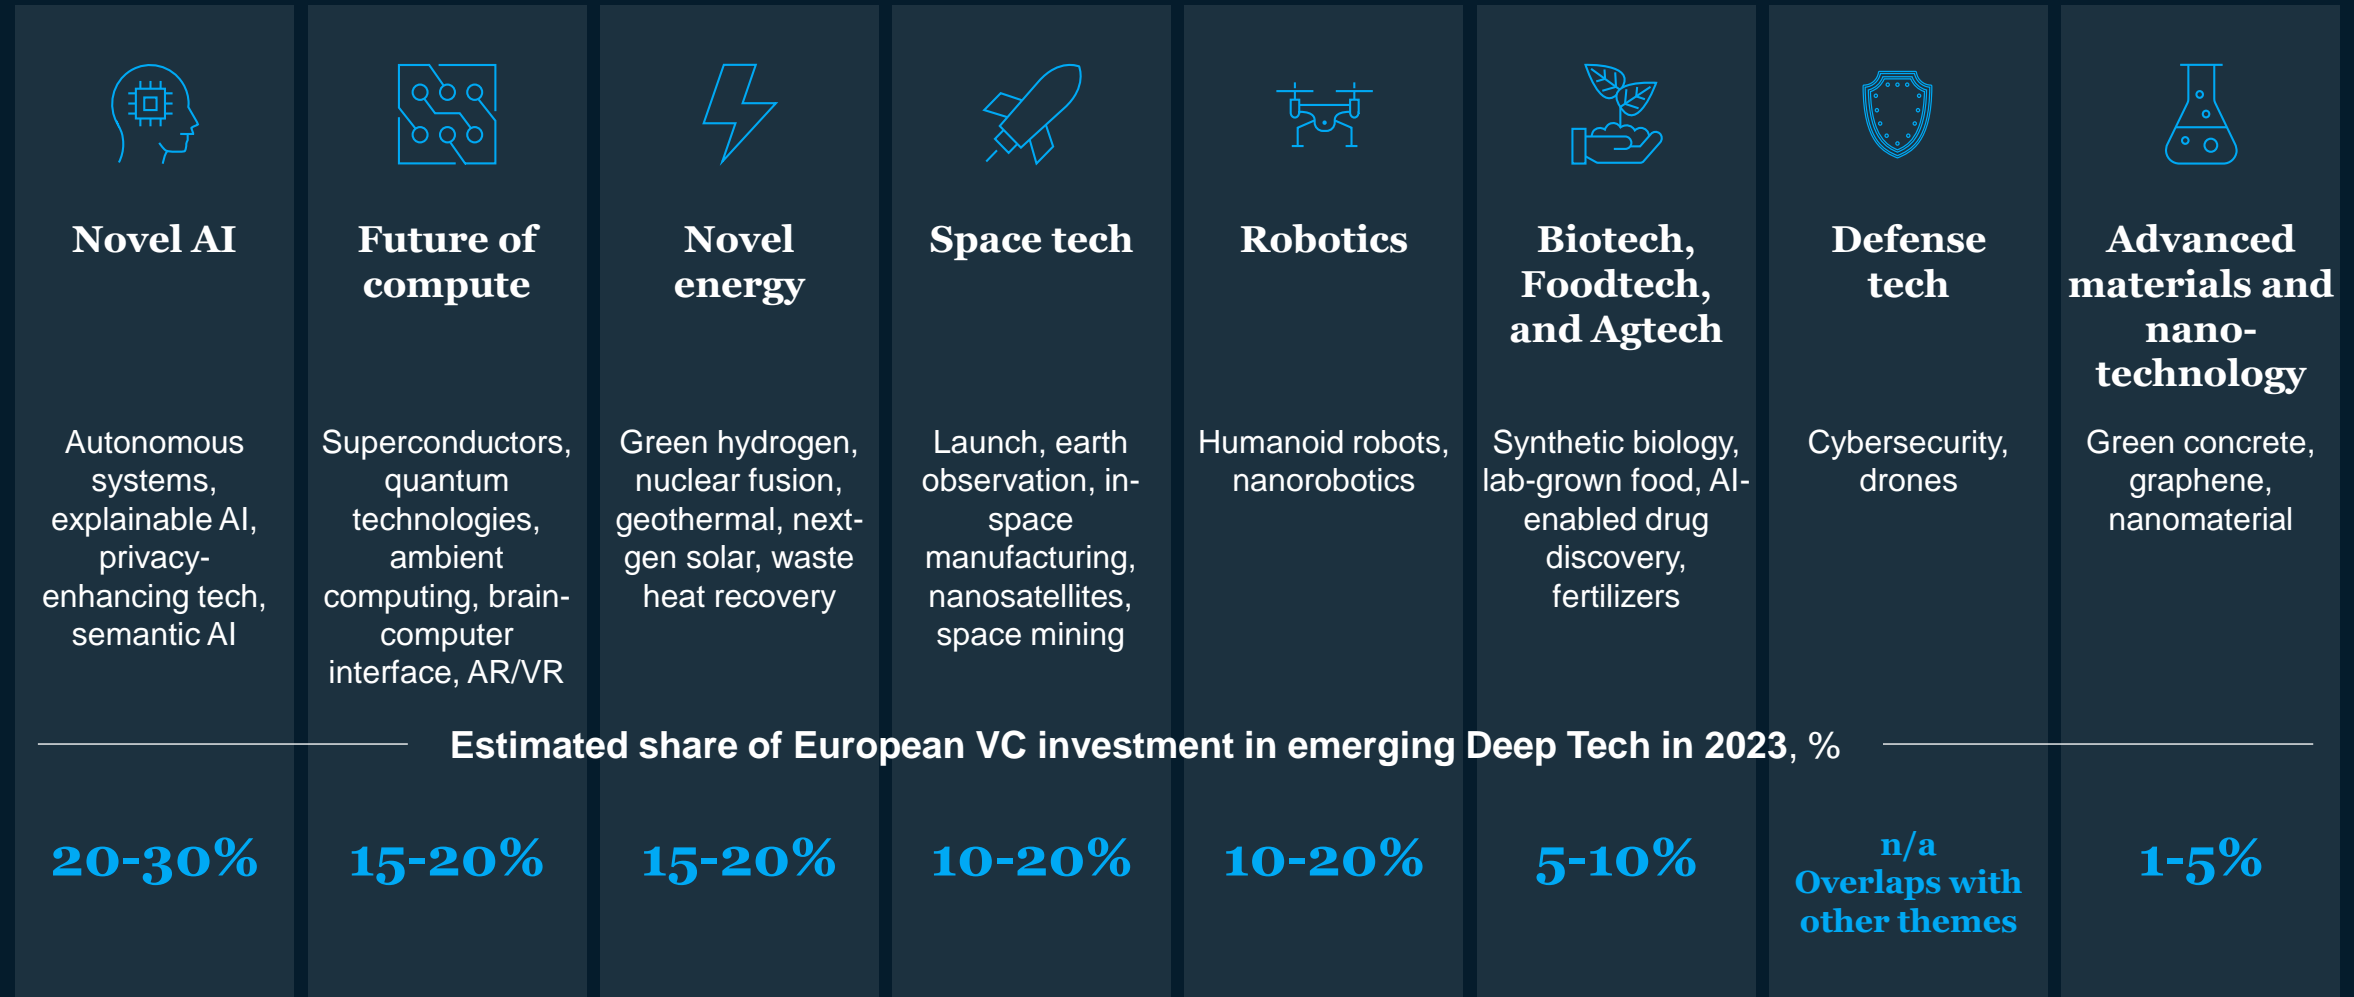 Novel AI
Future of
compute
Novel
energy
Space tech
Robotics
Biotech,
Foodtech,
and Agtech
Defense
tech
Advanced
materials and
nano-
technology
Autonomous
systems,
explainable AI,
privacy-
enhancing tech,
semantic AI
Superconductors,
quantum
technologies,
ambient
computing, brain-
computer
interface, AR/VR
Green hydrogen,
nuclear fusion,
geothermal, next-
gen solar, waste
heat recovery
Launch, earth
observation, in-
space
manufacturing,
nanosatellites,
space mining
Humanoid robots,
nanorobotics
Synthetic biology,
lab-grown food, AI-
enabled drug
discovery,
fertilizers
Cybersecurity,
drones
Green concrete,
graphene,
nanomaterial
Estimated share of European VC investment in emerging Deep Tech in 2023, %
20-30%
15-20%
15-20%
10-20%
10-20%
5-10%
n/a
Overlaps with
other themes
1-5%